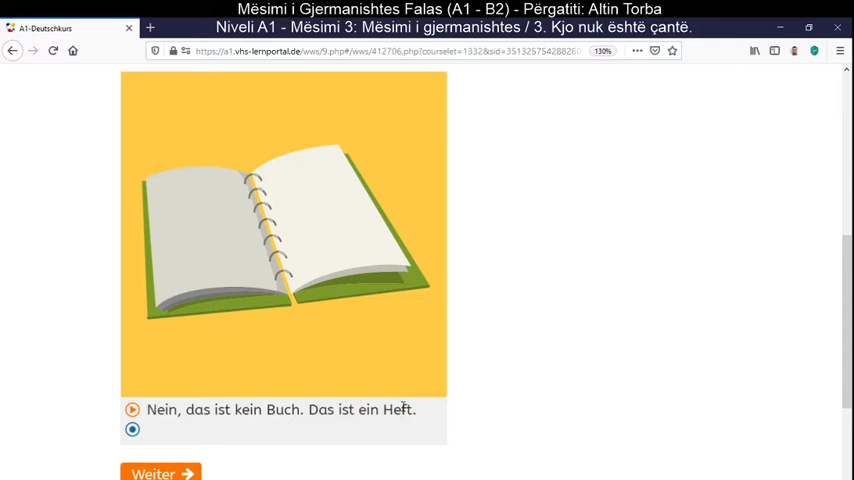 Mësimi i Gjermanishtes Falas (A1 - B2) - Përgatiti: Altin Torba
A1-Deutschkurs
Niveli A1 - Mësimi 3: Mësimi i gjermanishtes / 3. Kjo nuk është çantë.
https://a1.vhs-lernportal.de/wws/9.php#/wws/412706.php?courselet=1332&sid=3513257542882605
130%
Nein, das ist kein Buch. Das ist ein Heft.
Weiter